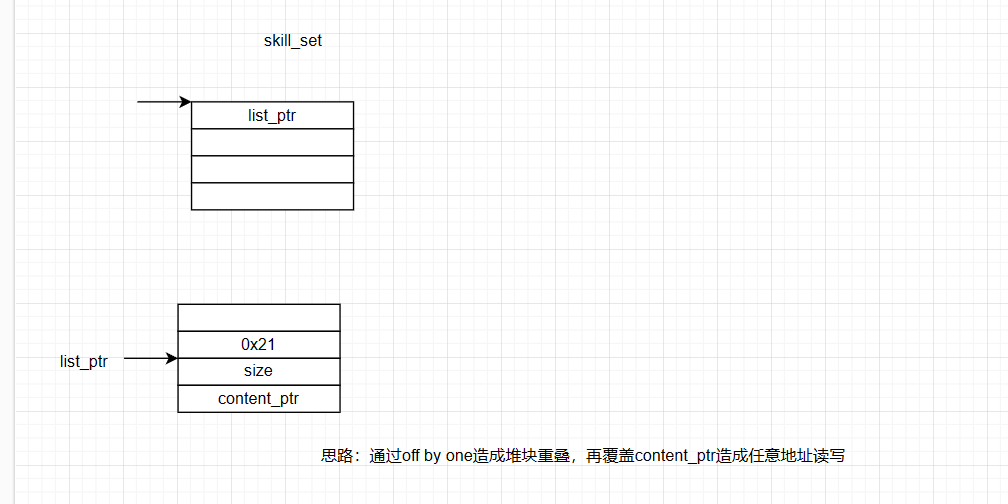 skill_set
list_ptr
0x21
list_ptr
size
content_ptr
思路：通过off by one造成堆块重叠，再覆盖content_ptr造成任意地址读写